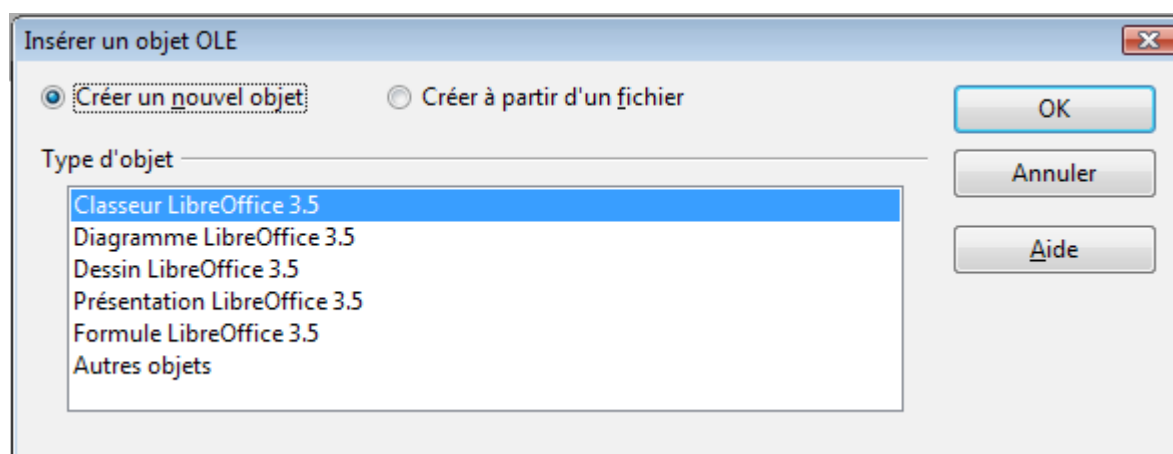 Insérer un objet OLE
Créer un nouvel objet Créer à partir d'un fichier
OK
Type d'objet
Annuler
Classeur LibreOffice 3.5
Diagramme LibreOffice 3.5
Aide
Dessin LibreOffice 3.5
Présentation LibreOffice 3.5
Formule LibreOffice 3.5
Autres objets